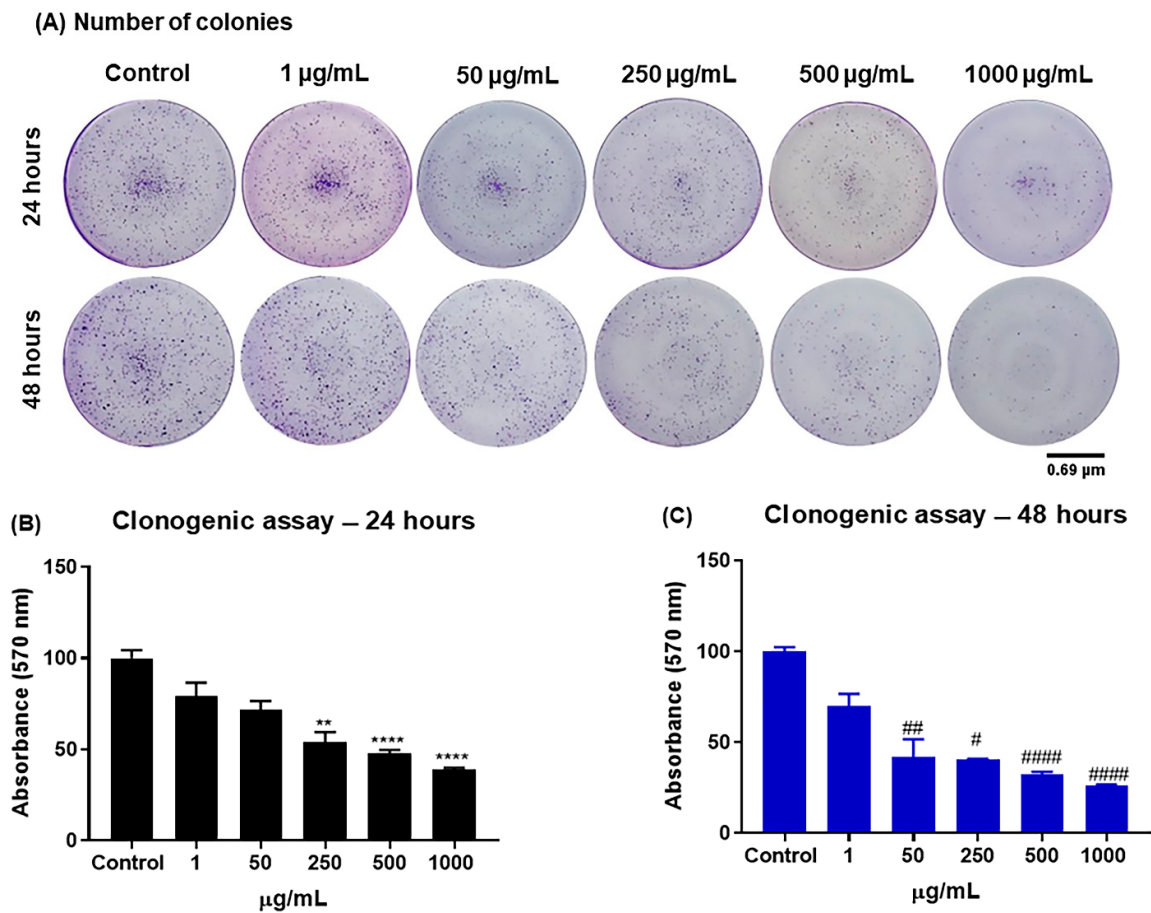 (A) Number of colonies
Control 1 µg/mL 50 µg/mL 250 µg/mL 500 µg/mL 1000 µg/mL
24 hours
48 hours
0.69 µm
(B) Clonogenic assay – 24 hours
Absorbance (570 nm)
150
100
50
0
** **** ****
Control 1 50 250 500 1000
µg/mL
(C) Clonogenic assay – 48 hours
Absorbance (570 nm)
150
100
50
0
## # #### ####
Control 1 50 250 500 1000
µg/mL